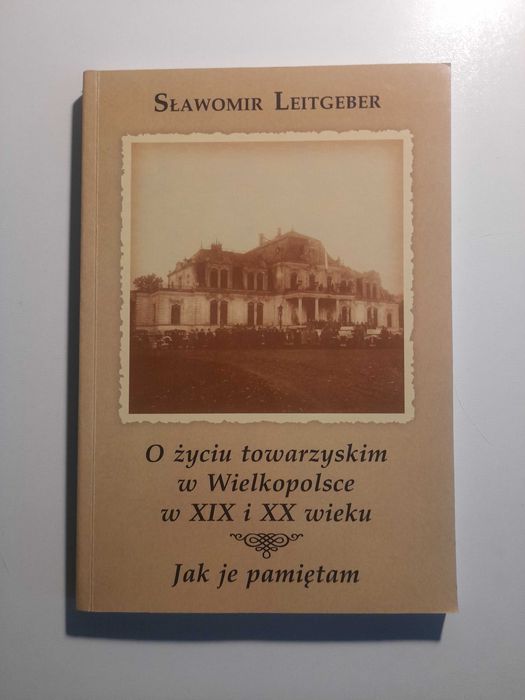 SŁAWOMIR LEITGEBER
O życiu towarzyskim
w Wielkopolsce
w XIX i XX wieku
Jak je pamiętam